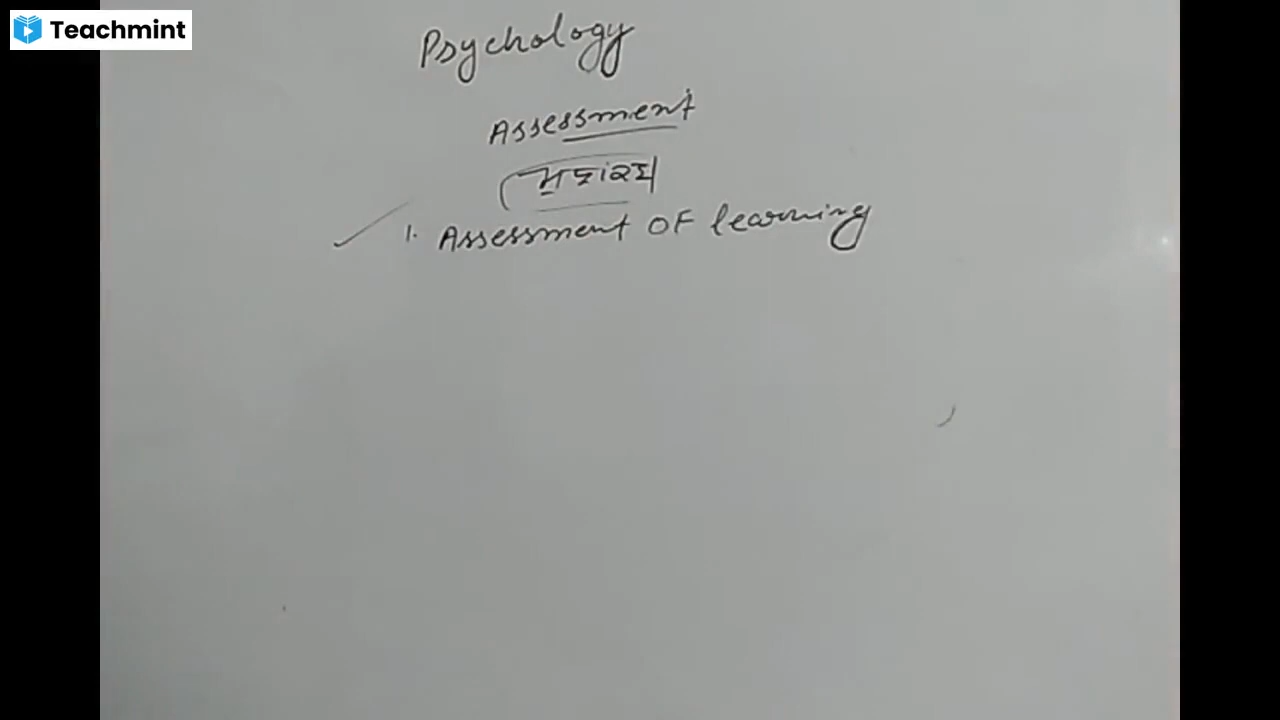 Teachmint
Psychology
Assessment
1. Assessment OF learning